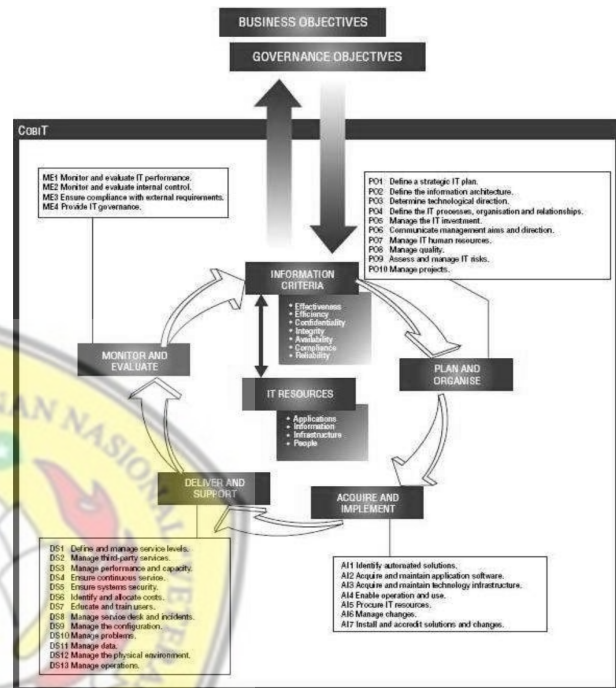 BUSINESS OBJECTIVES
GOVERNANCE OBJECTIVES
COBIT
ME1 Monitor and evaluate IT performance.
ME2 Monitor and evaluate internal control.
ME3 Ensure compliance with external requirements.
ME4 Provide IT governance.
PO1 Define a strategic IT plan.
PO2 Define the information architecture.
PO3 Determine technological direction.
PO4 Define the IT processes, organisation and relationships.
PO5 Manage the IT investment.
PO6 Communicate management aims and direction.
PO7 Manage IT human resources.
PO8 Manage quality.
PO9 Assess and manage IT risks.
PO10 Manage projects.
INFORMATION
CRITERIA
Effectiveness
Efficiency
Confidentiality
Integrity
Availability
Compliance
Reliability
MONITOR AND
EVALUATE
PLAN AND
ORGANISE
IT RESOURCES
Applications
Information
Infrastructure
People
DELIVER AND
SUPPORT
ACQUIRE AND
IMPLEMENT
DS1 Define and manage service levels.
DS2 Manage third-party services.
DS3 Manage performance and capacity.
DS4 Ensure continuous service.
DS5 Ensure systems security.
DS6 Identify and allocate costs.
DS7 Educate and train users.
DS8 Manage service desk and incidents.
DS9 Manage the configuration.
DS10 Manage problems.
DS11 Manage data.
DS12 Manage the physical environment.
DS13 Manage operations.
AI1 Identify automated solutions.
AI2 Acquire and maintain application software.
AI3 Acquire and maintain technology infrastructure.
AI4 Enable operation and use.
AI5 Procure IT resources.
AI6 Manage changes.
AI7 Install and accredit solutions and changes.
AN NASIONAL